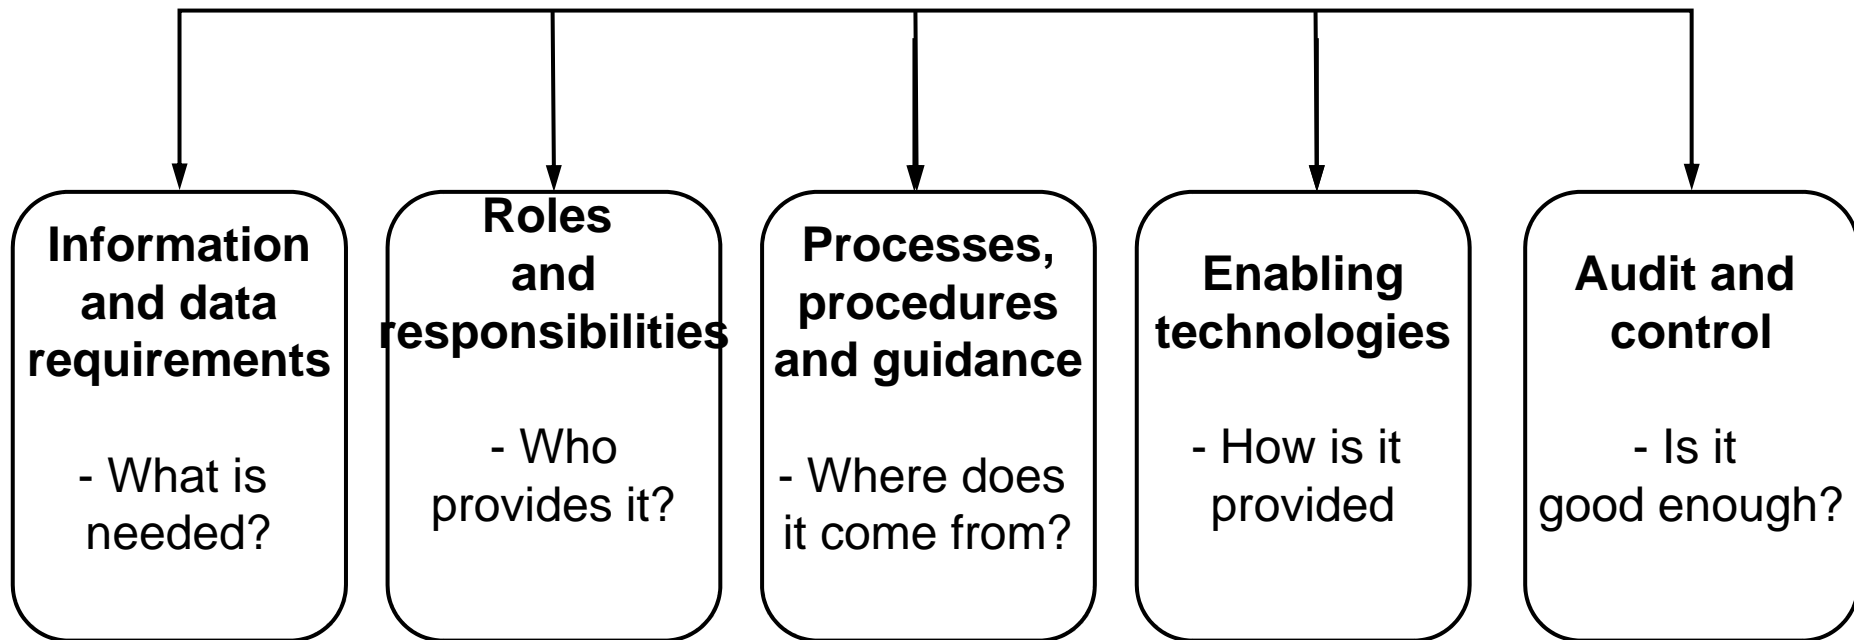 Information
and data
requirements
- What is
needed?
Roles
and
responsibilities
- Who
provides it?
Processes,
procedures
and guidance
- Where does
it come from?
Enabling
technologies
- How is it
provided
Audit and
control
- Is it
good enough?